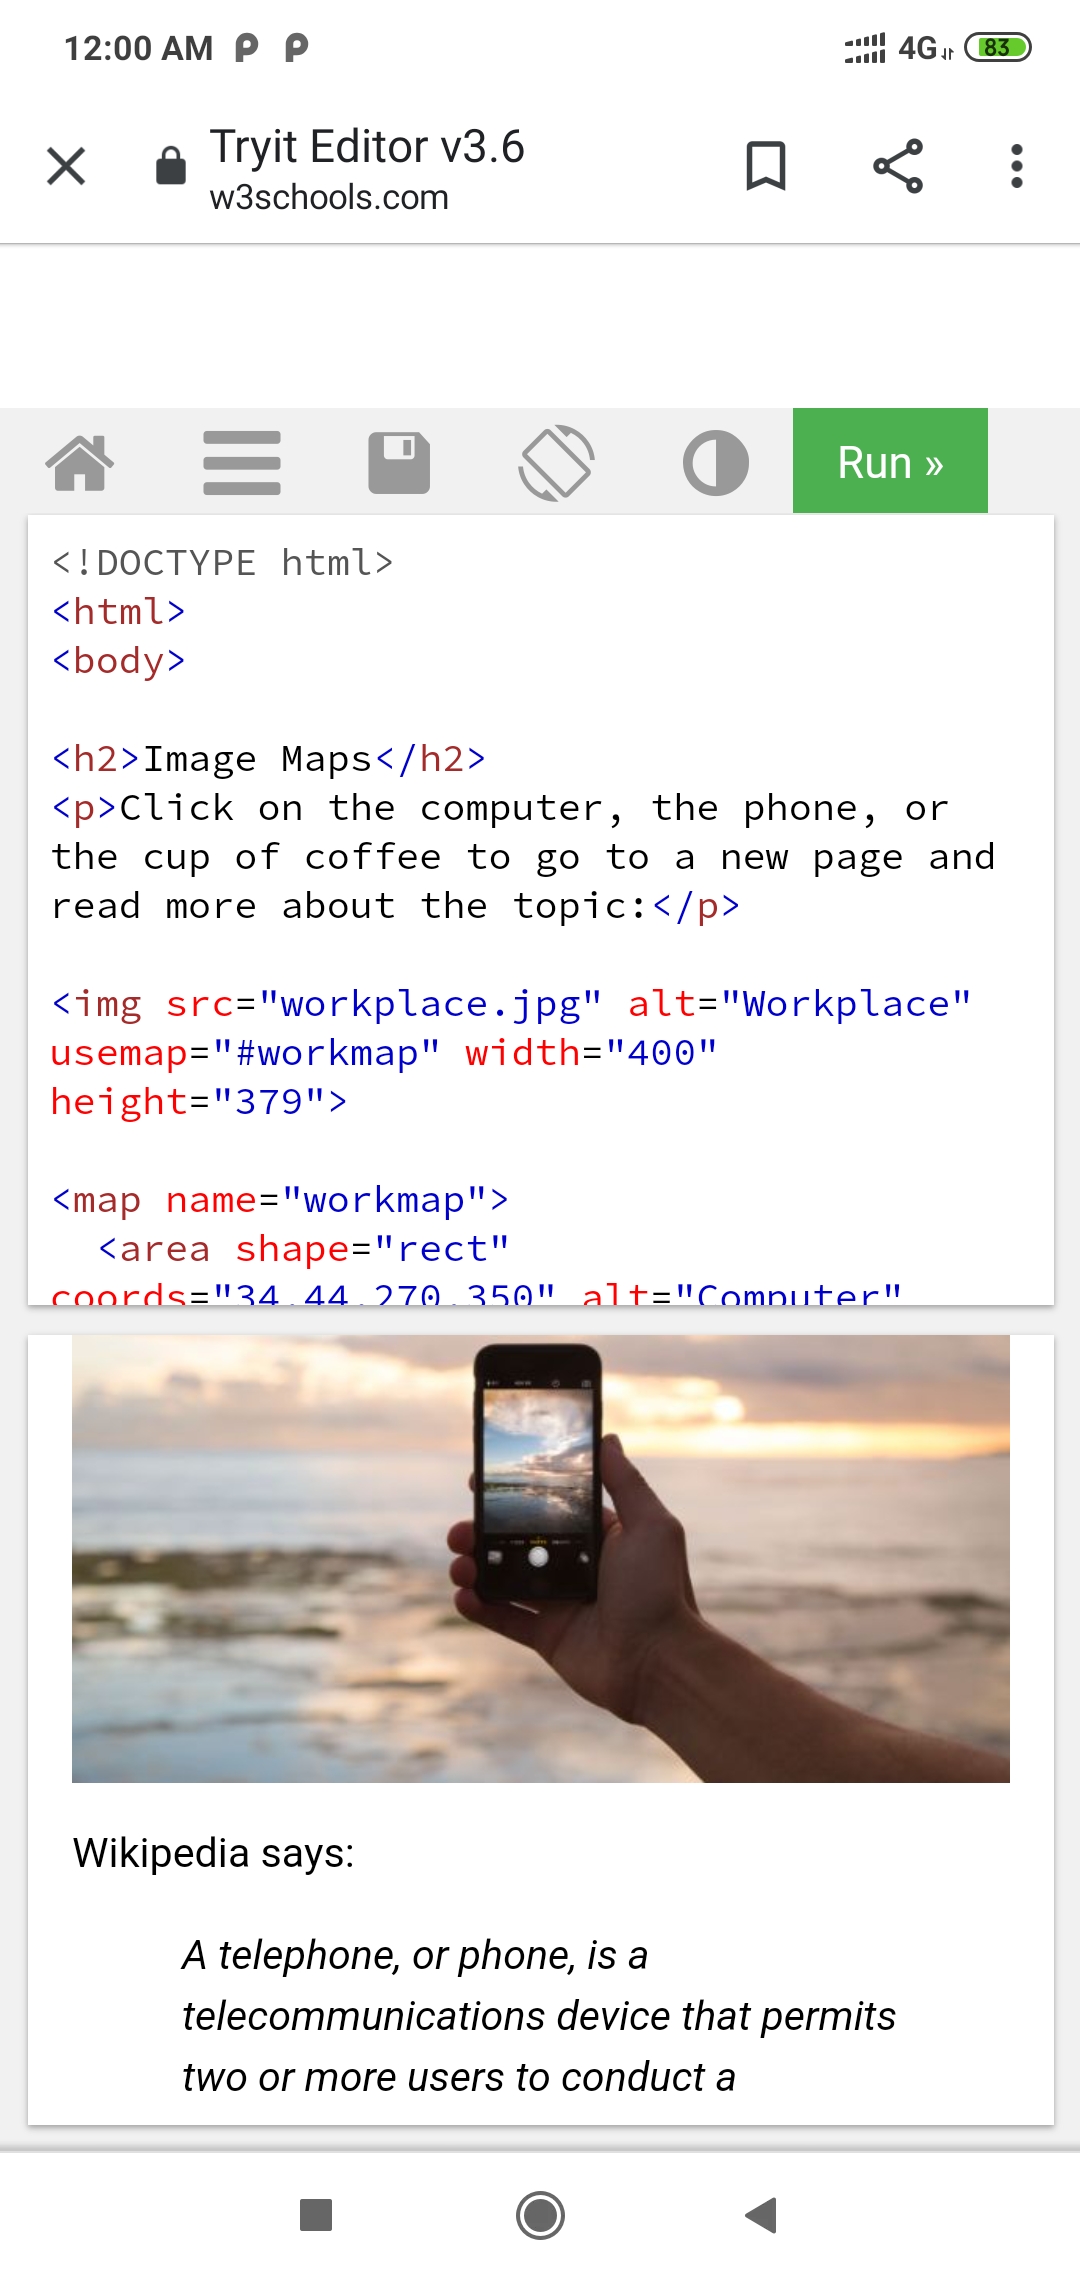 12:00 AM
4G
83
Tryit Editor v3.6
w3schools.com
Run »
<!DOCTYPE html>
<html>
<body>
<h2>Image Maps</h2>
<p>Click on the computer, the phone, or
the cup of coffee to go to a new page and
read more about the topic:</p>
<img src="workplace.jpg" alt="Workplace"
usemap="#workmap" width="400"
height="379">
<map name="workmap">
<area shape="rect"
coords="34,44,270,350" alt="Computer"
Wikipedia says:
A telephone, or phone, is a
telecommunications device that permits
two or more users to conduct a